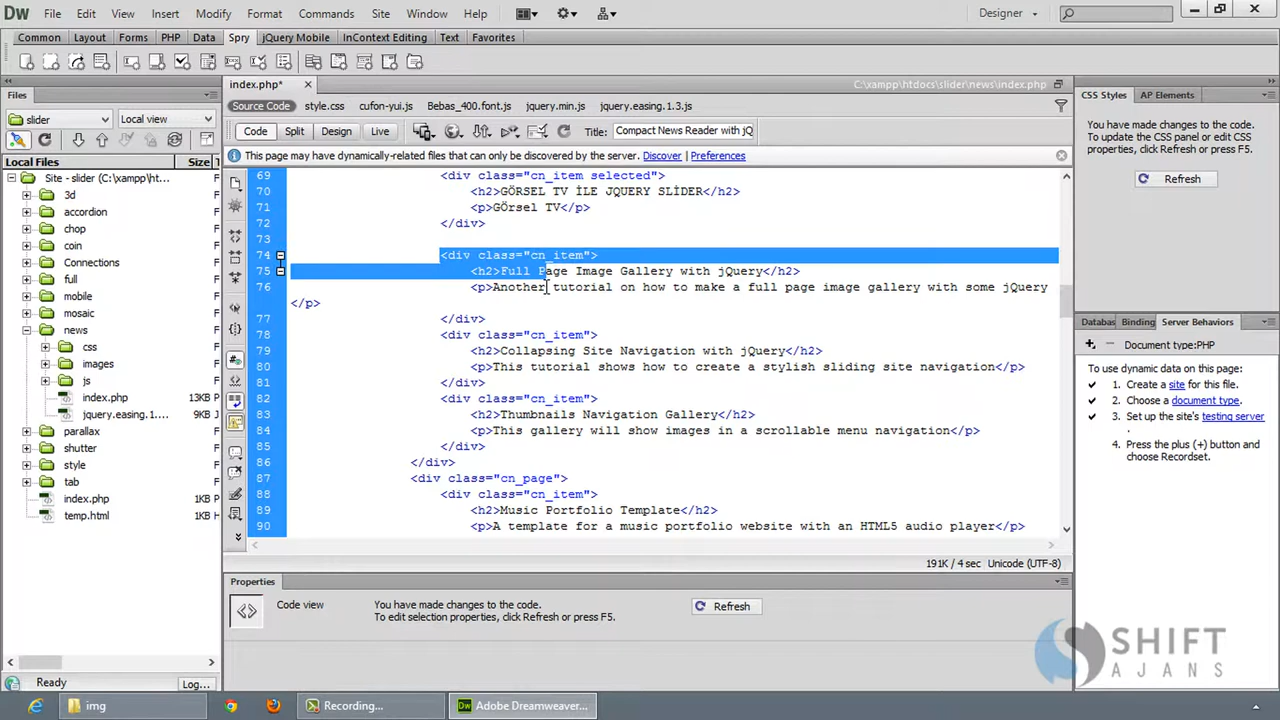 Dw File Edit View Insert Modify Format Commands Site Window Help Designer
Common Layout Forms PHP Data Spry jQuery Mobile InContext Editing Text Favorites
Files
slider Local view
Local Files Size
Site - slider (C:\xampp\ht... F
3d F
accordion F
chop F
coin F
Connections F
full F
mobile F
mosaic F
news F
css F
images F
js F
index.php 13KB P
jquery.easing.1.... 9KB J
parallax F
shutter F
style F
tab F
index.php 1KB P
temp.html 1KB H
Ready Log...
index.php* C:\xampp\htdocs\slider\news\index.php
Source Code style.css cufon-yui.js Bebas_400.font.js jquery.min.js jquery.easing.1.3.js
Code Split Design Live Title: Compact News Reader with jQ
This page may have dynamically-related files that can only be discovered by the server. Discover | Preferences
69 <div class="cn_item selected">
70 <h2>GÖRSEL TV İLE JQUERY SLİDER</h2>
71 <p>GÖrsel TV</p>
72 </div>
73
74 <div class="cn_item">
75 <h2>Full Page Image Gallery with jQuery</h2>
76 <p>Another tutorial on how to make a full page image gallery with some jQuery
</p>
77 </div>
78 <div class="cn_item">
79 <h2>Collapsing Site Navigation with jQuery</h2>
80 <p>This tutorial shows how to create a stylish sliding site navigation</p>
81 </div>
82 <div class="cn_item">
83 <h2>Thumbnails Navigation Gallery</h2>
84 <p>This gallery will show images in a scrollable menu navigation</p>
85 </div>
86 </div>
87 <div class="cn_page">
88 <div class="cn_item">
89 <h2>Music Portfolio Template</h2>
90 <p>A template for a music portfolio website with an HTML5 audio player</p>
191K / 4 sec Unicode (UTF-8)
Properties
Code view You have made changes to the code.
To edit selection properties, click Refresh or press F5.
Refresh
CSS Styles AP Elements
You have made changes to the code.
To update the CSS panel or edit CSS
properties, click Refresh or press F5.
Refresh
Databas Binding Server Behaviors
Document type:PHP
To use dynamic data on this page:
1. Create a site for this file.
2. Choose a document type.
3. Set up the site's testing server
.
4. Press the plus (+) button and
choose Recordset.
SHIFT
AJANS
img Recording... Adobe Dreamweaver...